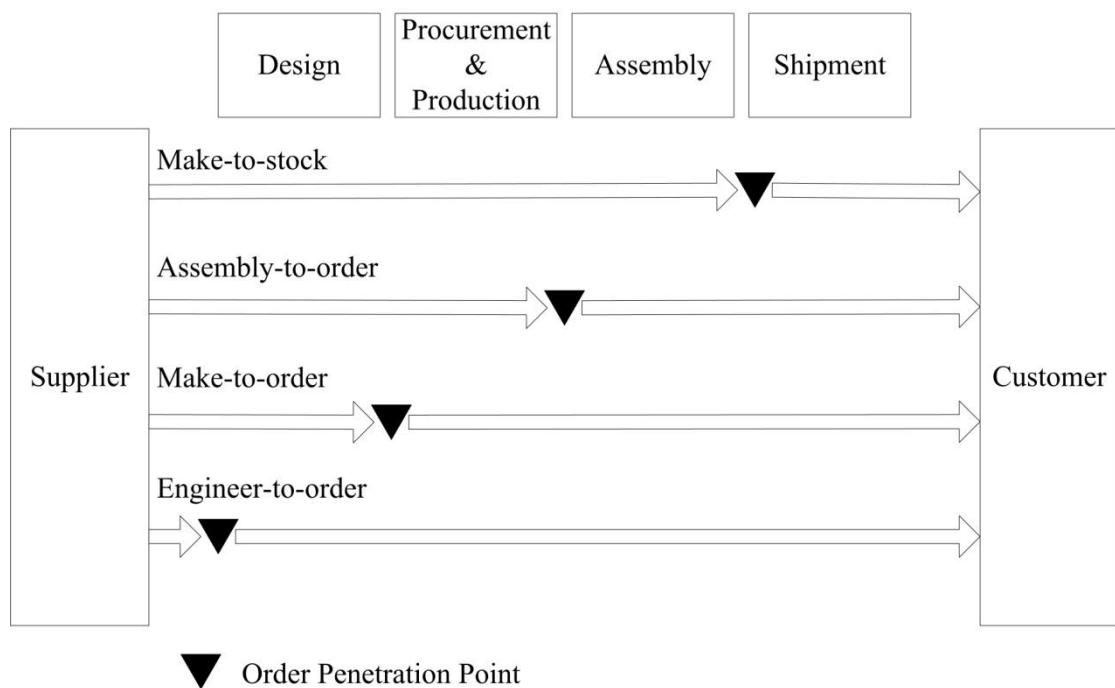 Design
Procurement
&
Production
Assembly
Shipment
Make-to-stock
Assembly-to-order
Supplier
Make-to-order
Customer
Engineer-to-order
Order Penetration Point